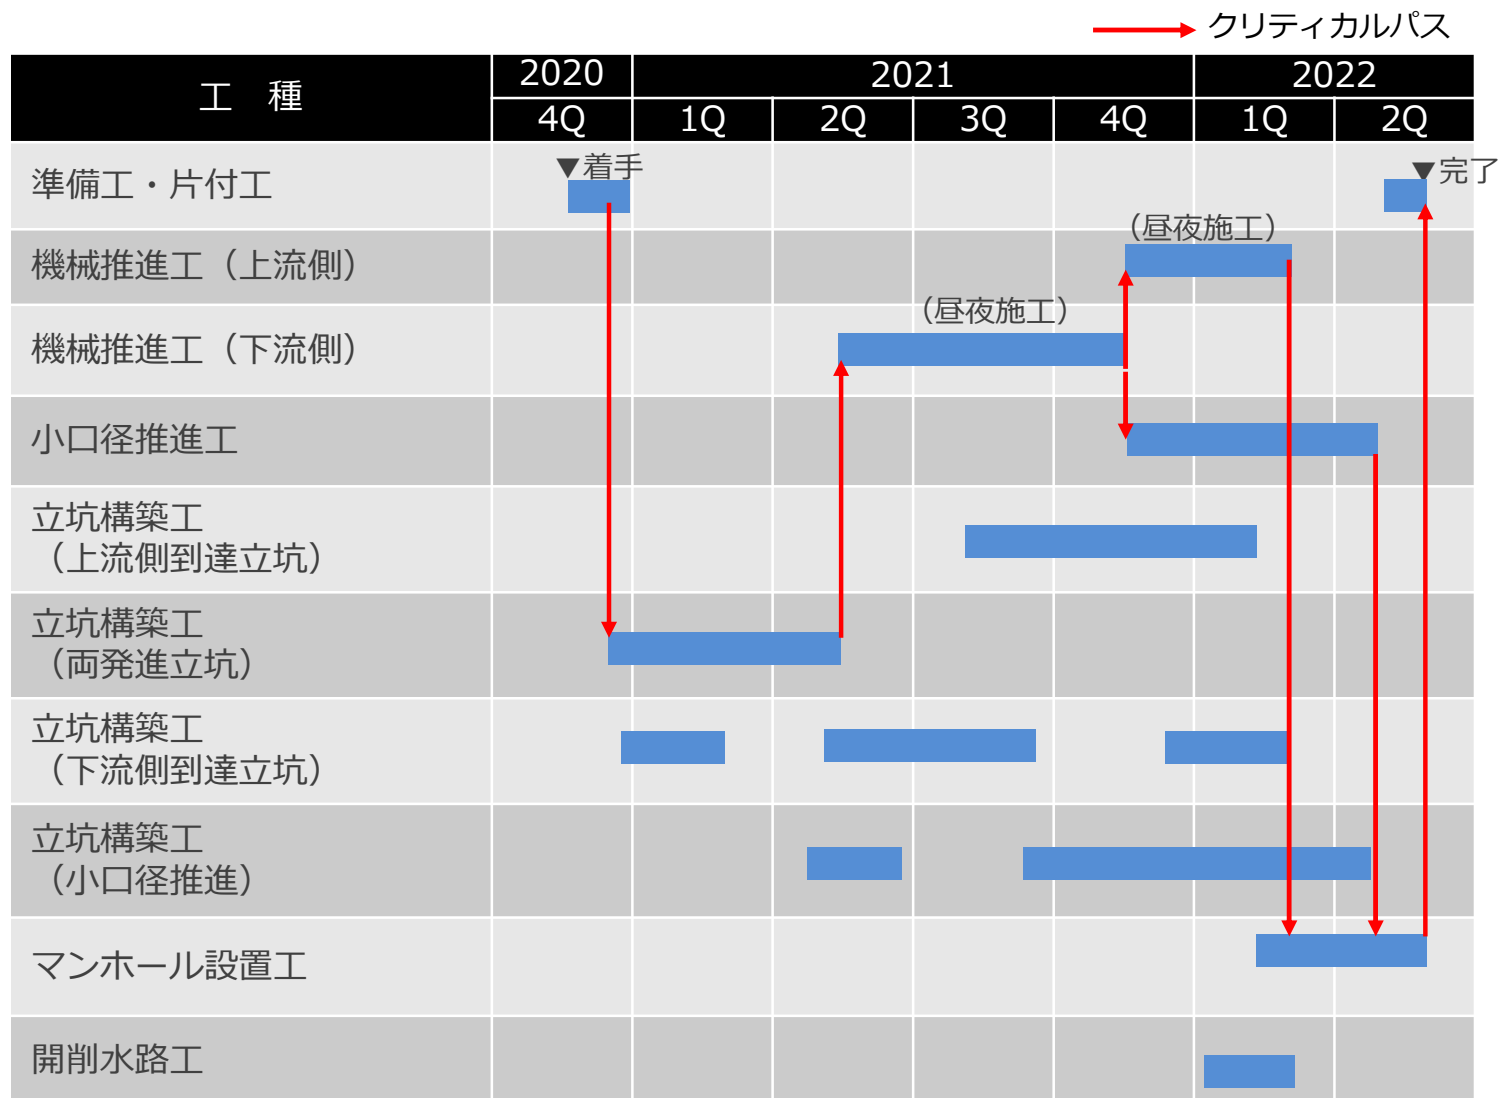 クリティカルパス
工 種
2020
2021
2022
4Q
1Q
2Q
3Q
4Q
1Q
2Q
準備工・片付工
▼着手
▼完了
機械推進工（上流側）
（昼夜施工）
機械推進工（下流側）
（昼夜施工）
小口径推進工
立坑構築工
（上流側到達立坑）
立坑構築工
（両発進立坑）
立坑構築工
（下流側到達立坑）
立坑構築工
（小口径推進）
マンホール設置工
開削水路工